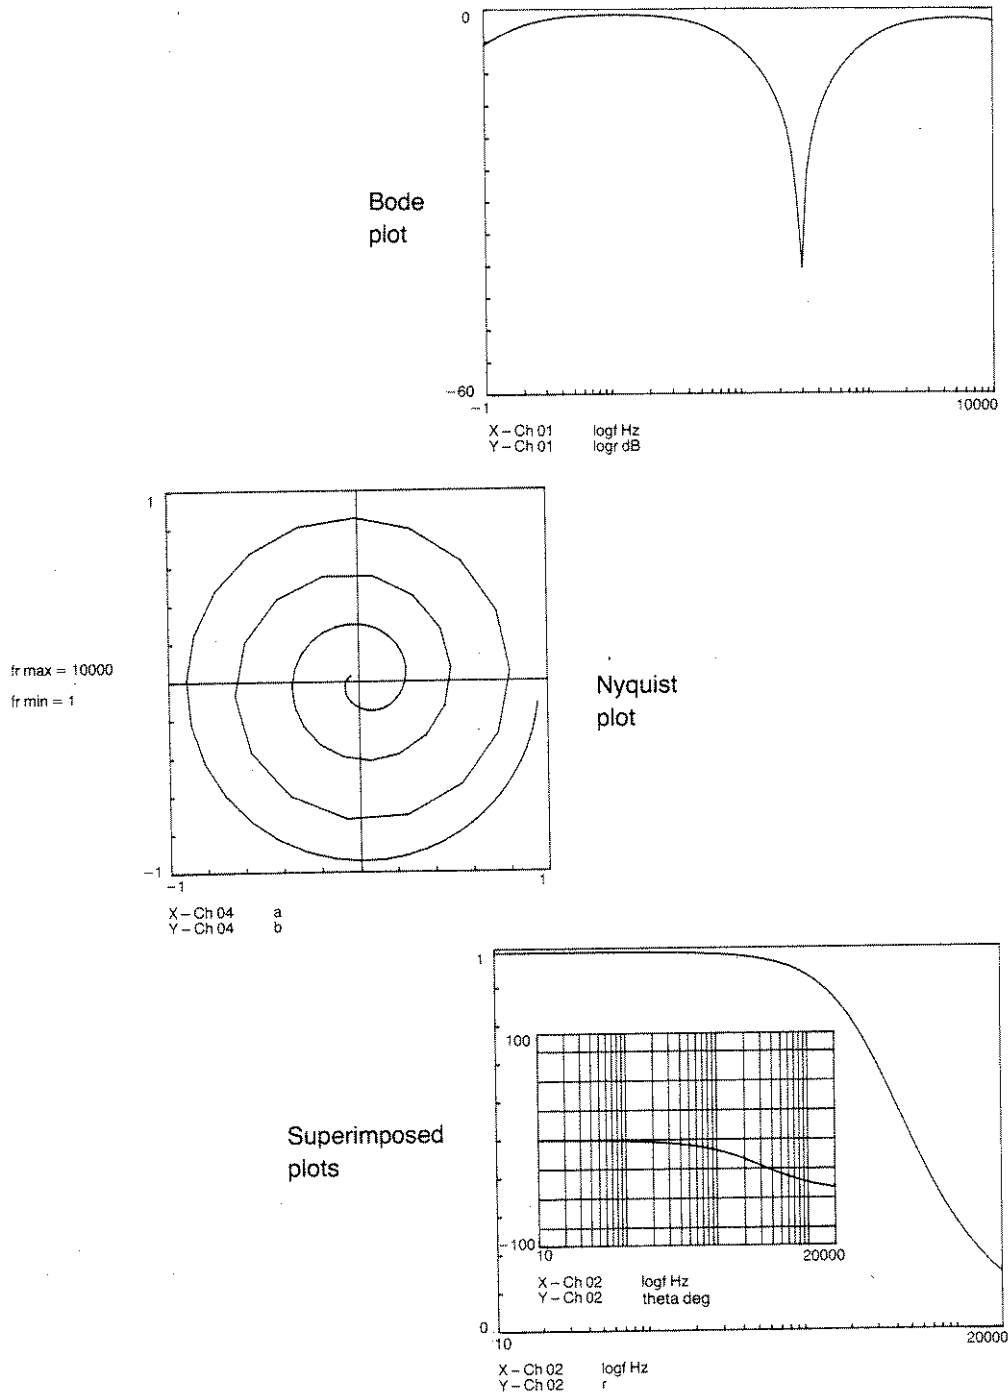 0
Bode
plot
-60
-1
10000
X – Ch 01 logf Hz
Y – Ch 01 logr dB
1
fr max = 10000
fr min = 1
Nyquist
plot
-1
-1
1
X – Ch 04 a
Y – Ch 04 b
1
100
Superimposed
plots
-100
10
20000
X – Ch 02 logf Hz
Y – Ch 02 theta deg
0
10
20000
X – Ch 02 logf Hz
Y – Ch 02 r